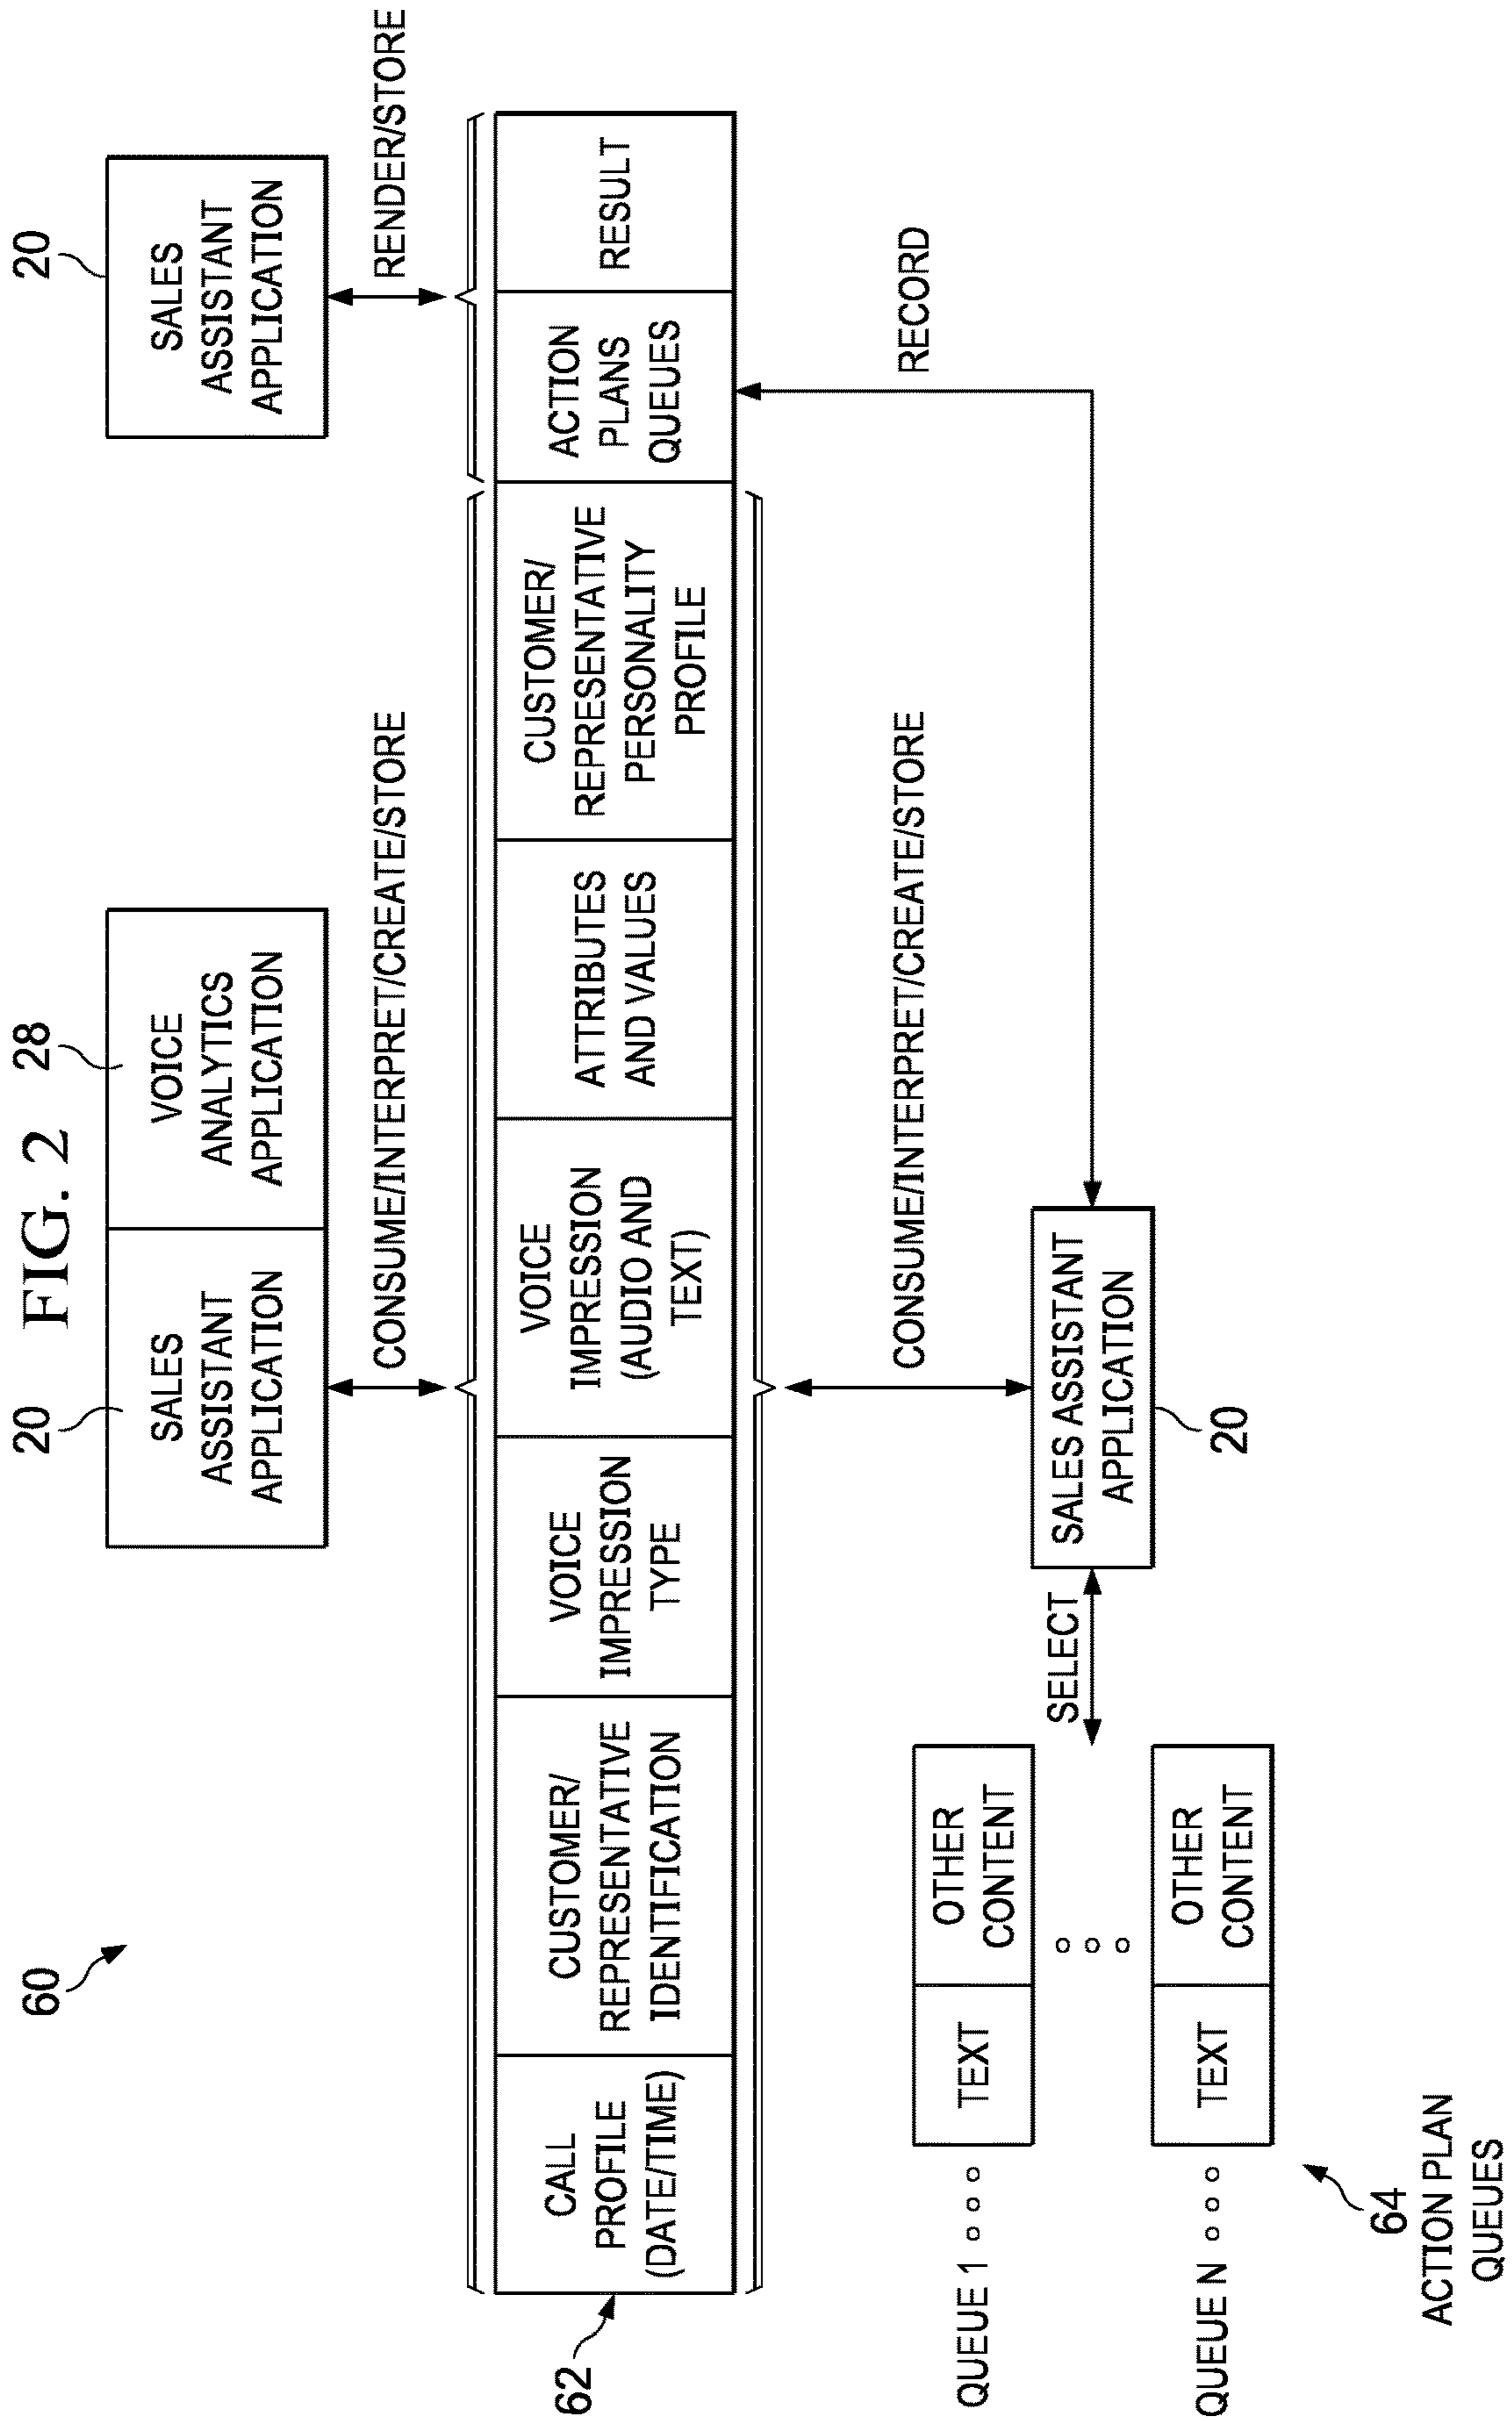 FIG. 2
60
20
28
20
SALES
ASSISTANT
APPLICATION
VOICE
ANALYTICS
APPLICATION
SALES
ASSISTANT
APPLICATION
CONSUME/INTERPRET/CREATE/STORE
RENDER/STORE
62
CALL
PROFILE
(DATE/TIME)
CUSTOMER/
REPRESENTATIVE
IDENTIFICATION
VOICE
IMPRESSION
TYPE
VOICE
IMPRESSION
(AUDIO AND
TEXT)
ATTRIBUTES
AND VALUES
CUSTOMER/
REPRESENTATIVE
PERSONALITY
PROFILE
ACTION
PLANS
QUEUES
RESULT
CONSUME/INTERPRET/CREATE/STORE
RECORD
QUEUE 1
TEXT
OTHER
CONTENT
SELECT
SALES ASSISTANT
APPLICATION
20
QUEUE N
TEXT
OTHER
CONTENT
64
ACTION PLAN
QUEUES